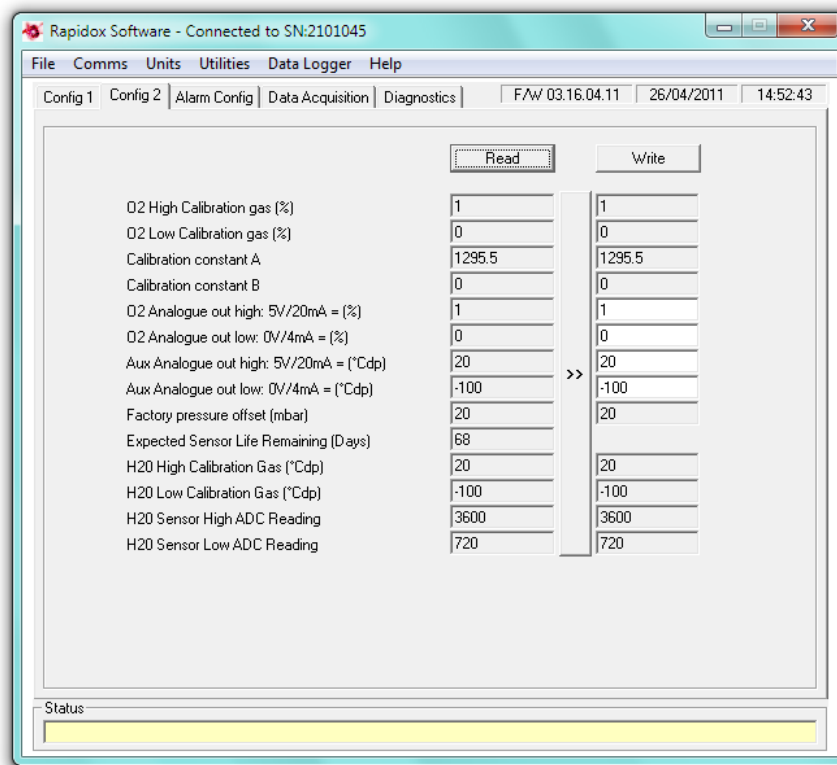 Rapidox Software - Connected to SN:2101045
File Comms Units Utilities Data Logger Help
Config 1 Config 2 Alarm Config Data Acquisition Diagnostics F/W 03.16.04.11 26/04/2011 14:52:43
Read Write
O2 High Calibration gas (%) 1 1
O2 Low Calibration gas (%) 0 0
Calibration constant A 1295.5 1295.5
Calibration constant B 0 0
O2 Analogue out high: 5V/20mA = (%) 1 1
O2 Analogue out low: 0V/4mA = (%) 0 0
Aux Analogue out high: 5V/20mA = (°Cdp) 20 20
>>
Aux Analogue out low: 0V/4mA = (°Cdp) -100 -100
Factory pressure offset (mbar) 20 20
Expected Sensor Life Remaining (Days) 68
H20 High Calibration Gas (°Cdp) 20 20
H20 Low Calibration Gas (°Cdp) -100 -100
H20 Sensor High ADC Reading 3600 3600
H20 Sensor Low ADC Reading 720 720
Status